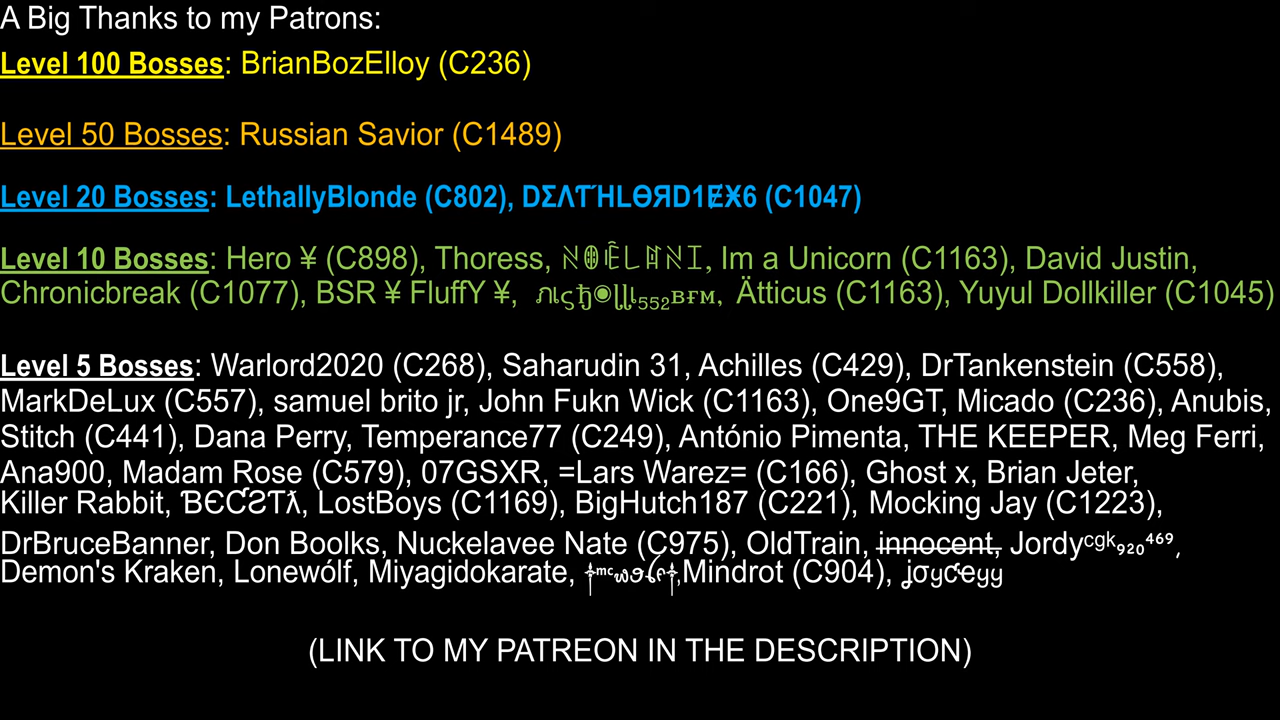 A Big Thanks to my Patrons:
Level 100 Bosses: BrianBozElloy (C236)
Level 50 Bosses: Russian Savior (C1489)
Level 20 Bosses: LethallyBlonde (C802), DΣΛƬΉLӨЯD1ɆӾ6 (C1047)
Level 10 Bosses: Hero ¥ (C898), Thoress, Im a Unicorn (C1163), David Justin,
Chronicbreak (C1077), BSR ¥ FluffY ¥, Ätticus (C1163), Yuyul Dollkiller (C1045)
Level 5 Bosses: Warlord2020 (C268), Saharudin 31, Achilles (C429), DrTankenstein (C558),
MarkDeLux (C557), samuel brito jr, John Fukn Wick (C1163), One9GT, Micado (C236), Anubis,
Stitch (C441), Dana Perry, Temperance77 (C249), António Pimenta, THE KEEPER, Meg Ferri,
Ana900, Madam Rose (C579), 07GSXR, =Lars Warez= (C166), Ghost x, Brian Jeter,
Killer Rabbit, ƁЄƇƧƬƛ, LostBoys (C1169), BigHutch187 (C221), Mocking Jay (C1223),
DrBruceBanner, Don Boolks, Nuckelavee Nate (C975), OldTrain, innocent, Jordyᶜᵍᵏ₉₂₀⁴⁶⁹,
Demon's Kraken, Lonewólf, Miyagidokarate, Mindrot (C904), ʝσყƈҽყყ
(LINK TO MY PATREON IN THE DESCRIPTION)